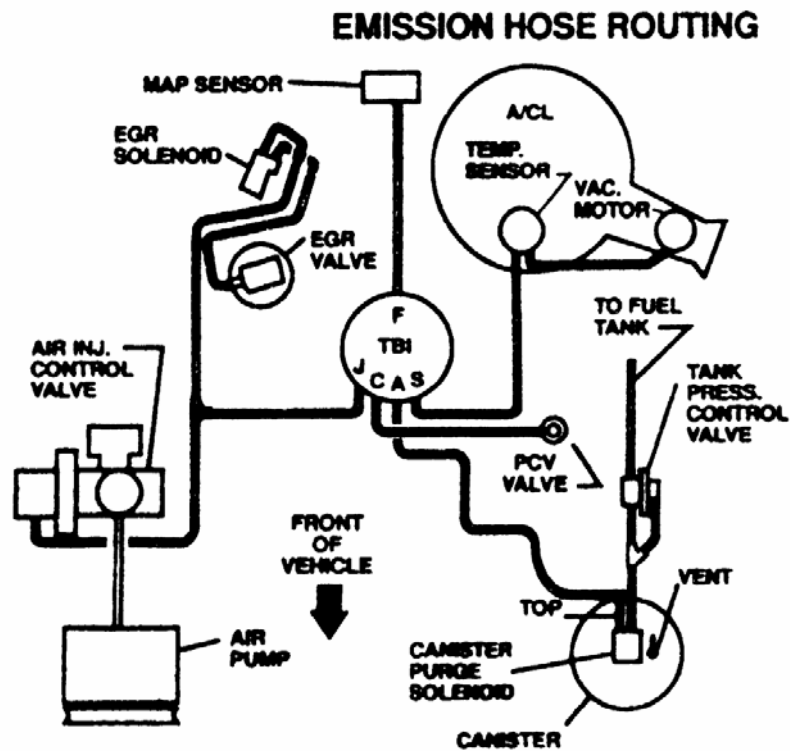 EMISSION HOSE ROUTING
MAP SENSOR
A/CL
EGR
SOLENOID
TEMP.
SENSOR
VAC.
MOTOR
EGR
VALVE
F
TBI
J C A S
TO FUEL
TANK
AIR INJ.
CONTROL
VALVE
TANK
PRESS.
CONTROL
VALVE
PCV
VALVE
FRONT
OF
VEHICLE
VENT
TOP
AIR
PUMP
CANISTER
PURGE
SOLENOID
CANISTER